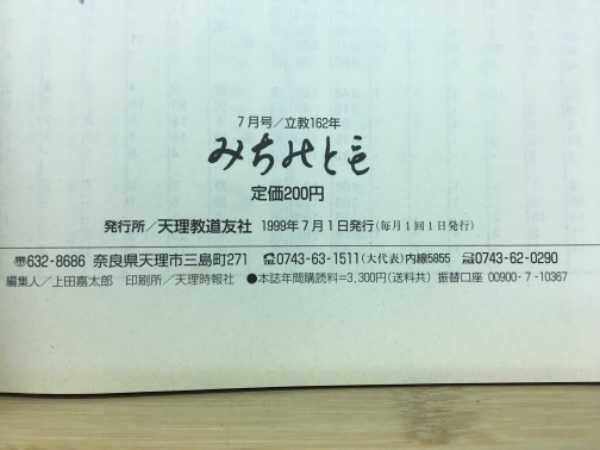 7月号／立教162年
みちのとも
定価200円
発行所／天理教道友社 1999年7月1日発行(毎月1回1日発行)
〒632-8686 奈良県天理市三島町271 ☎0743-63-1511(大代表)内線5855 0743-62-0290
編集人／上田嘉太郎 印刷所／天理時報社 ●本誌年間購読料=3,300円(送料共) 振替口座 00900-7-10367